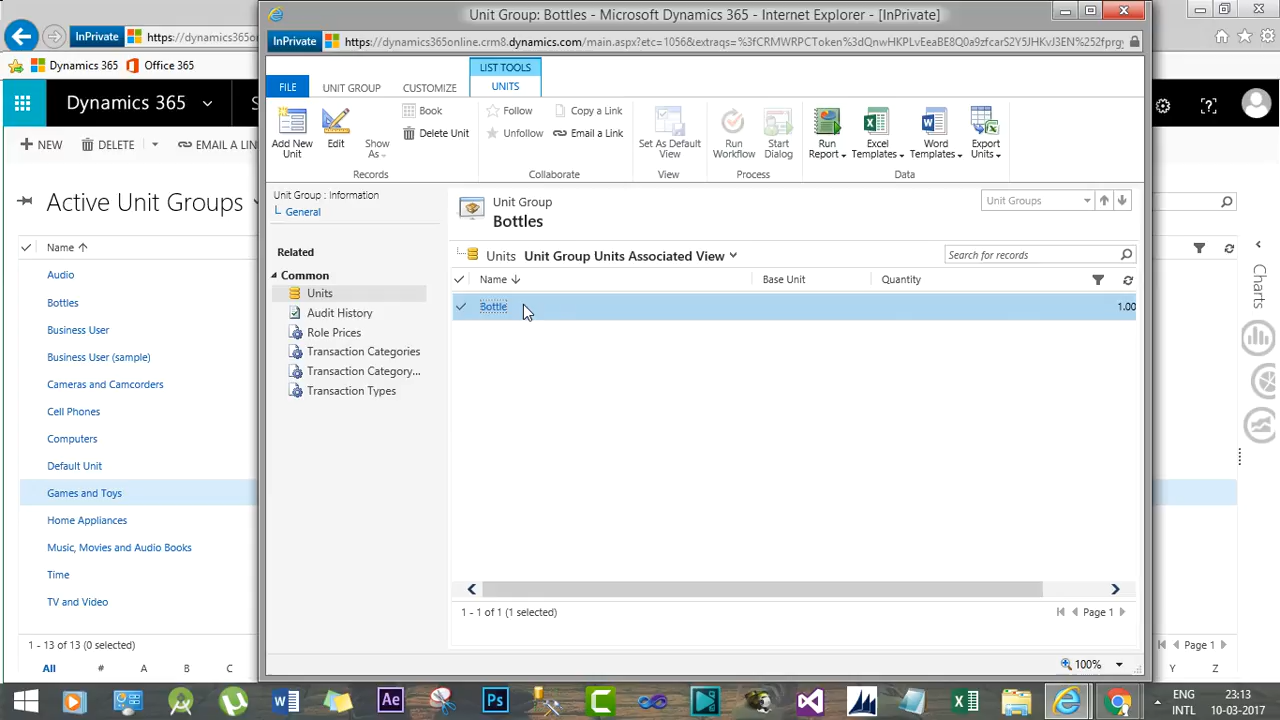 Unit Group: Bottles - Microsoft Dynamics 365 - Internet Explorer - [InPrivate]
InPrivate
https://dynamics365
InPrivate
https://dynamics365online.crm8.dynamics.com/main.aspx?etc=1056&extraqs=%3fCRMWRPCToken%3dQnwHKPLvEeaBE8Q0a9zfcarS2Y5JHKvJ3EN%252f%26prg
Dynamics 365
Office 365
LIST TOOLS
FILE
UNIT GROUP
CUSTOMIZE
UNITS
Dynamics 365
S
Add New Unit
Edit
Show As
Book
Delete Unit
Follow
Unfollow
Copy a Link
Email a Link
Set As Default View
Run Workflow
Start Dialog
Run Report
Excel Templates
Word Templates
Export Units
Records
Collaborate
View
Process
Data
NEW
DELETE
EMAIL A LIN
Active Unit Groups
Name
Audio
Bottles
Business User
Business User (sample)
Cameras and Camcorders
Cell Phones
Computers
Default Unit
Games and Toys
Home Appliances
Music, Movies and Audio Books
Time
TV and Video
1 - 13 of 13 (0 selected)
All # A B C
Unit Group : Information
General
Related
Common
Units
Audit History
Role Prices
Transaction Categories
Transaction Category...
Transaction Types
Unit Group
Bottles
Unit Groups
Units Unit Group Units Associated View
Search for records
Name Base Unit Quantity
Bottle 1.00
1 - 1 of 1 (1 selected)
Page 1
100%
Charts
Page 1
Y Z
ENG
INTL
23:13
10-03-2017